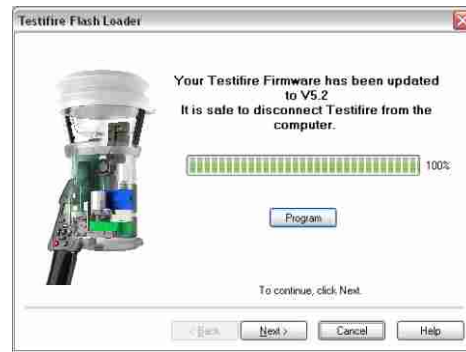 Testifire Flash Loader
Your Testifire Firmware has been updated
to V5.2
It is safe to disconnect Testifire from the
computer.
100%
Program
To continue, click Next.
< Back
Next >
Cancel
Help